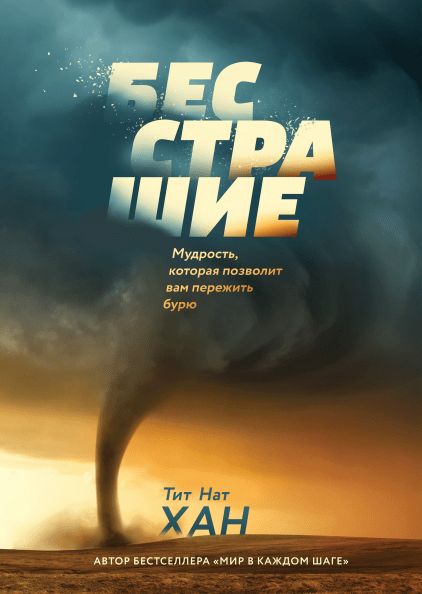 БЕС
СТРА
ШИЕ
Мудрость,
которая позволит
вам пережить
бурю
Тит Нат
ХАН
АВТОР БЕСТСЕЛЛЕРА «МИР В КАЖДОМ ШАГЕ»